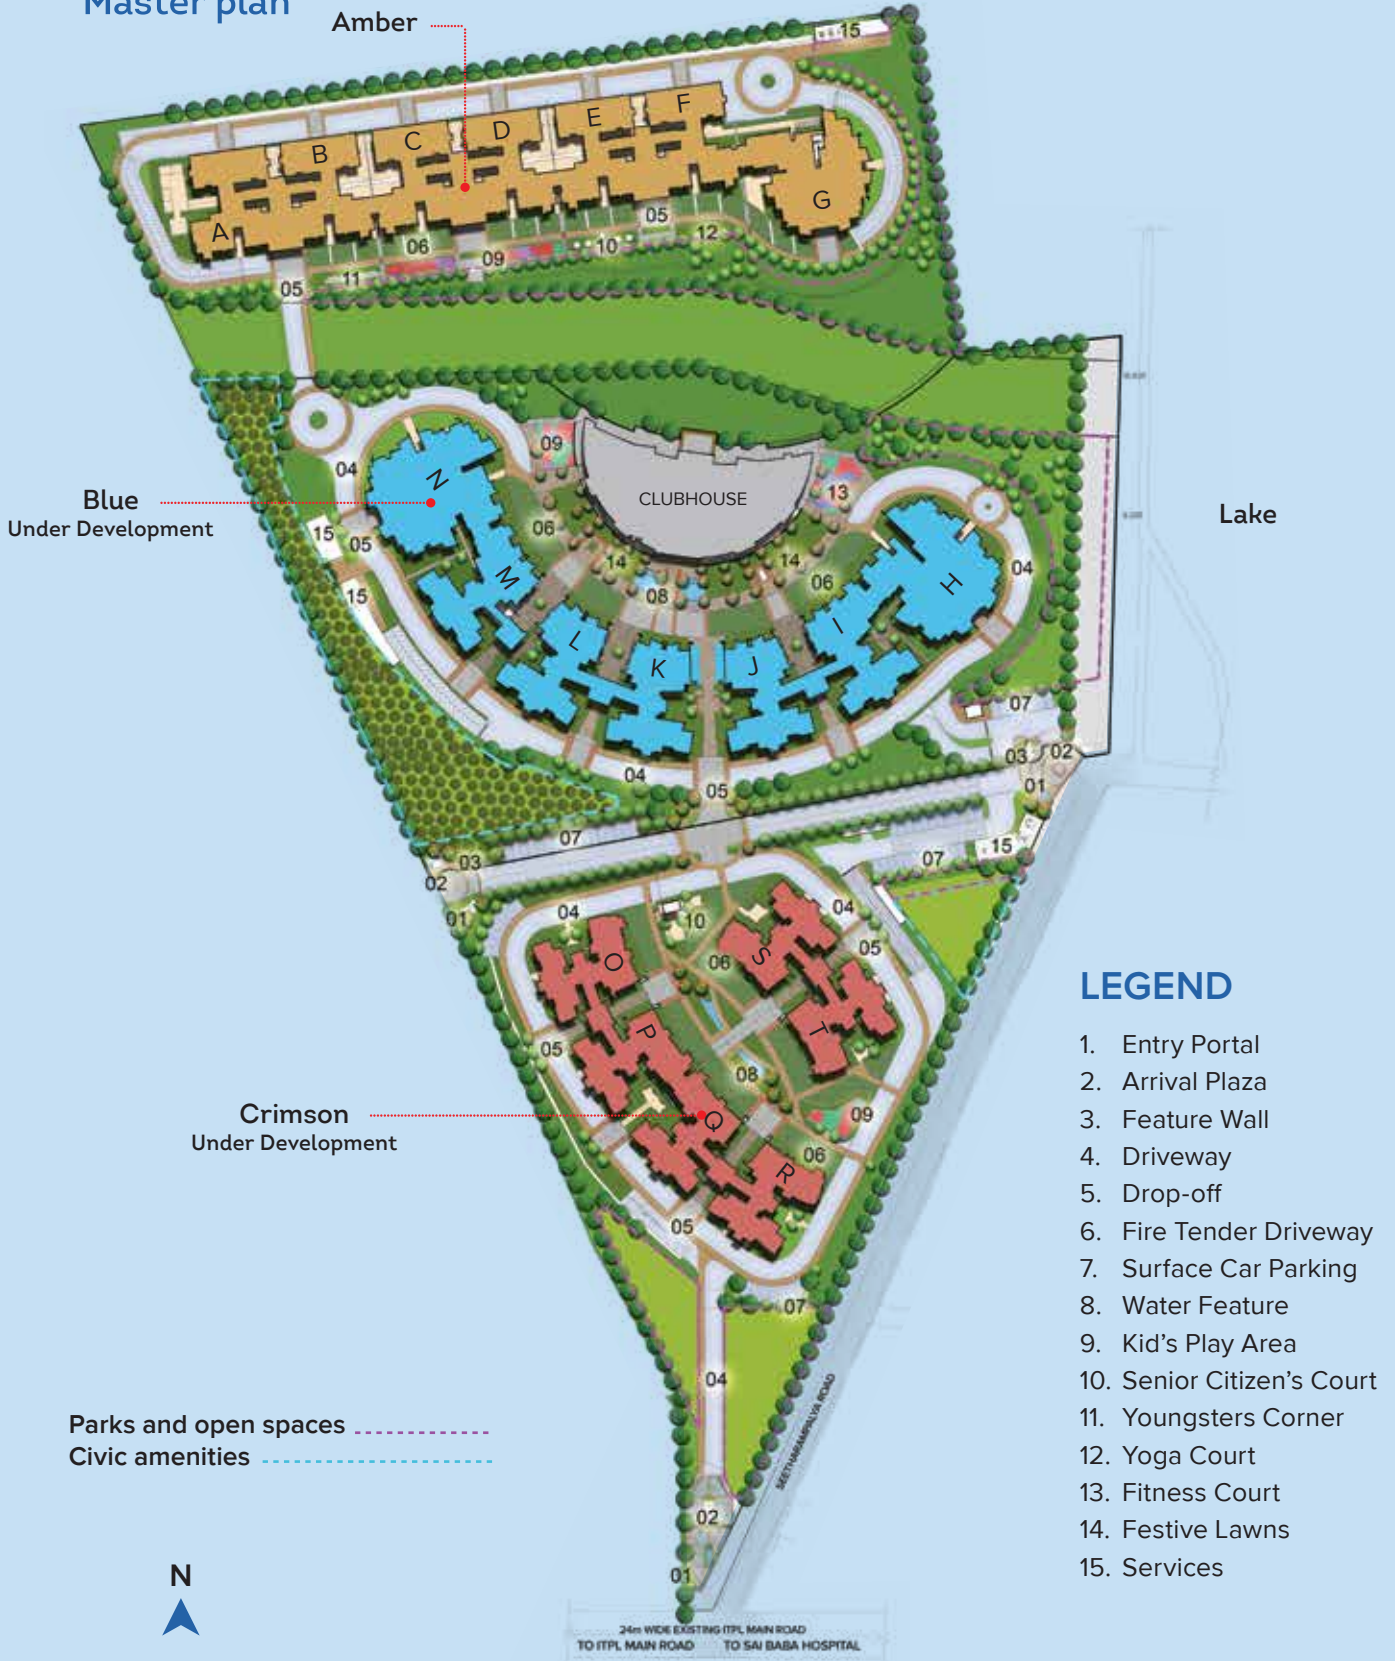 Master plan
Amber
15
F
E
D
C
B
G
A
05
12
06
10
09
11
05
09
04
N
CLUBHOUSE
13
Blue
Under Development
Lake
15
05
06
14
14
06
04
H
M
15
08
I
L
K
J
07
03
02
04
05
01
07
03
15
07
02
01
04
10
04
05
O
06
S
P
T
05
08
Crimson
Under Development
Q
09
06
R
05
07
04
SEETHARAMPALYA ROAD
02
01
24m WIDE EXISTING ITPL MAIN ROAD
TO ITPL MAIN ROAD TO SAI BABA HOSPITAL
Parks and open spaces
Civic amenities
N
LEGEND
1. Entry Portal
2. Arrival Plaza
3. Feature Wall
4. Driveway
5. Drop-off
6. Fire Tender Driveway
7. Surface Car Parking
8. Water Feature
9. Kid's Play Area
10. Senior Citizen's Court
11. Youngsters Corner
12. Yoga Court
13. Fitness Court
14. Festive Lawns
15. Services